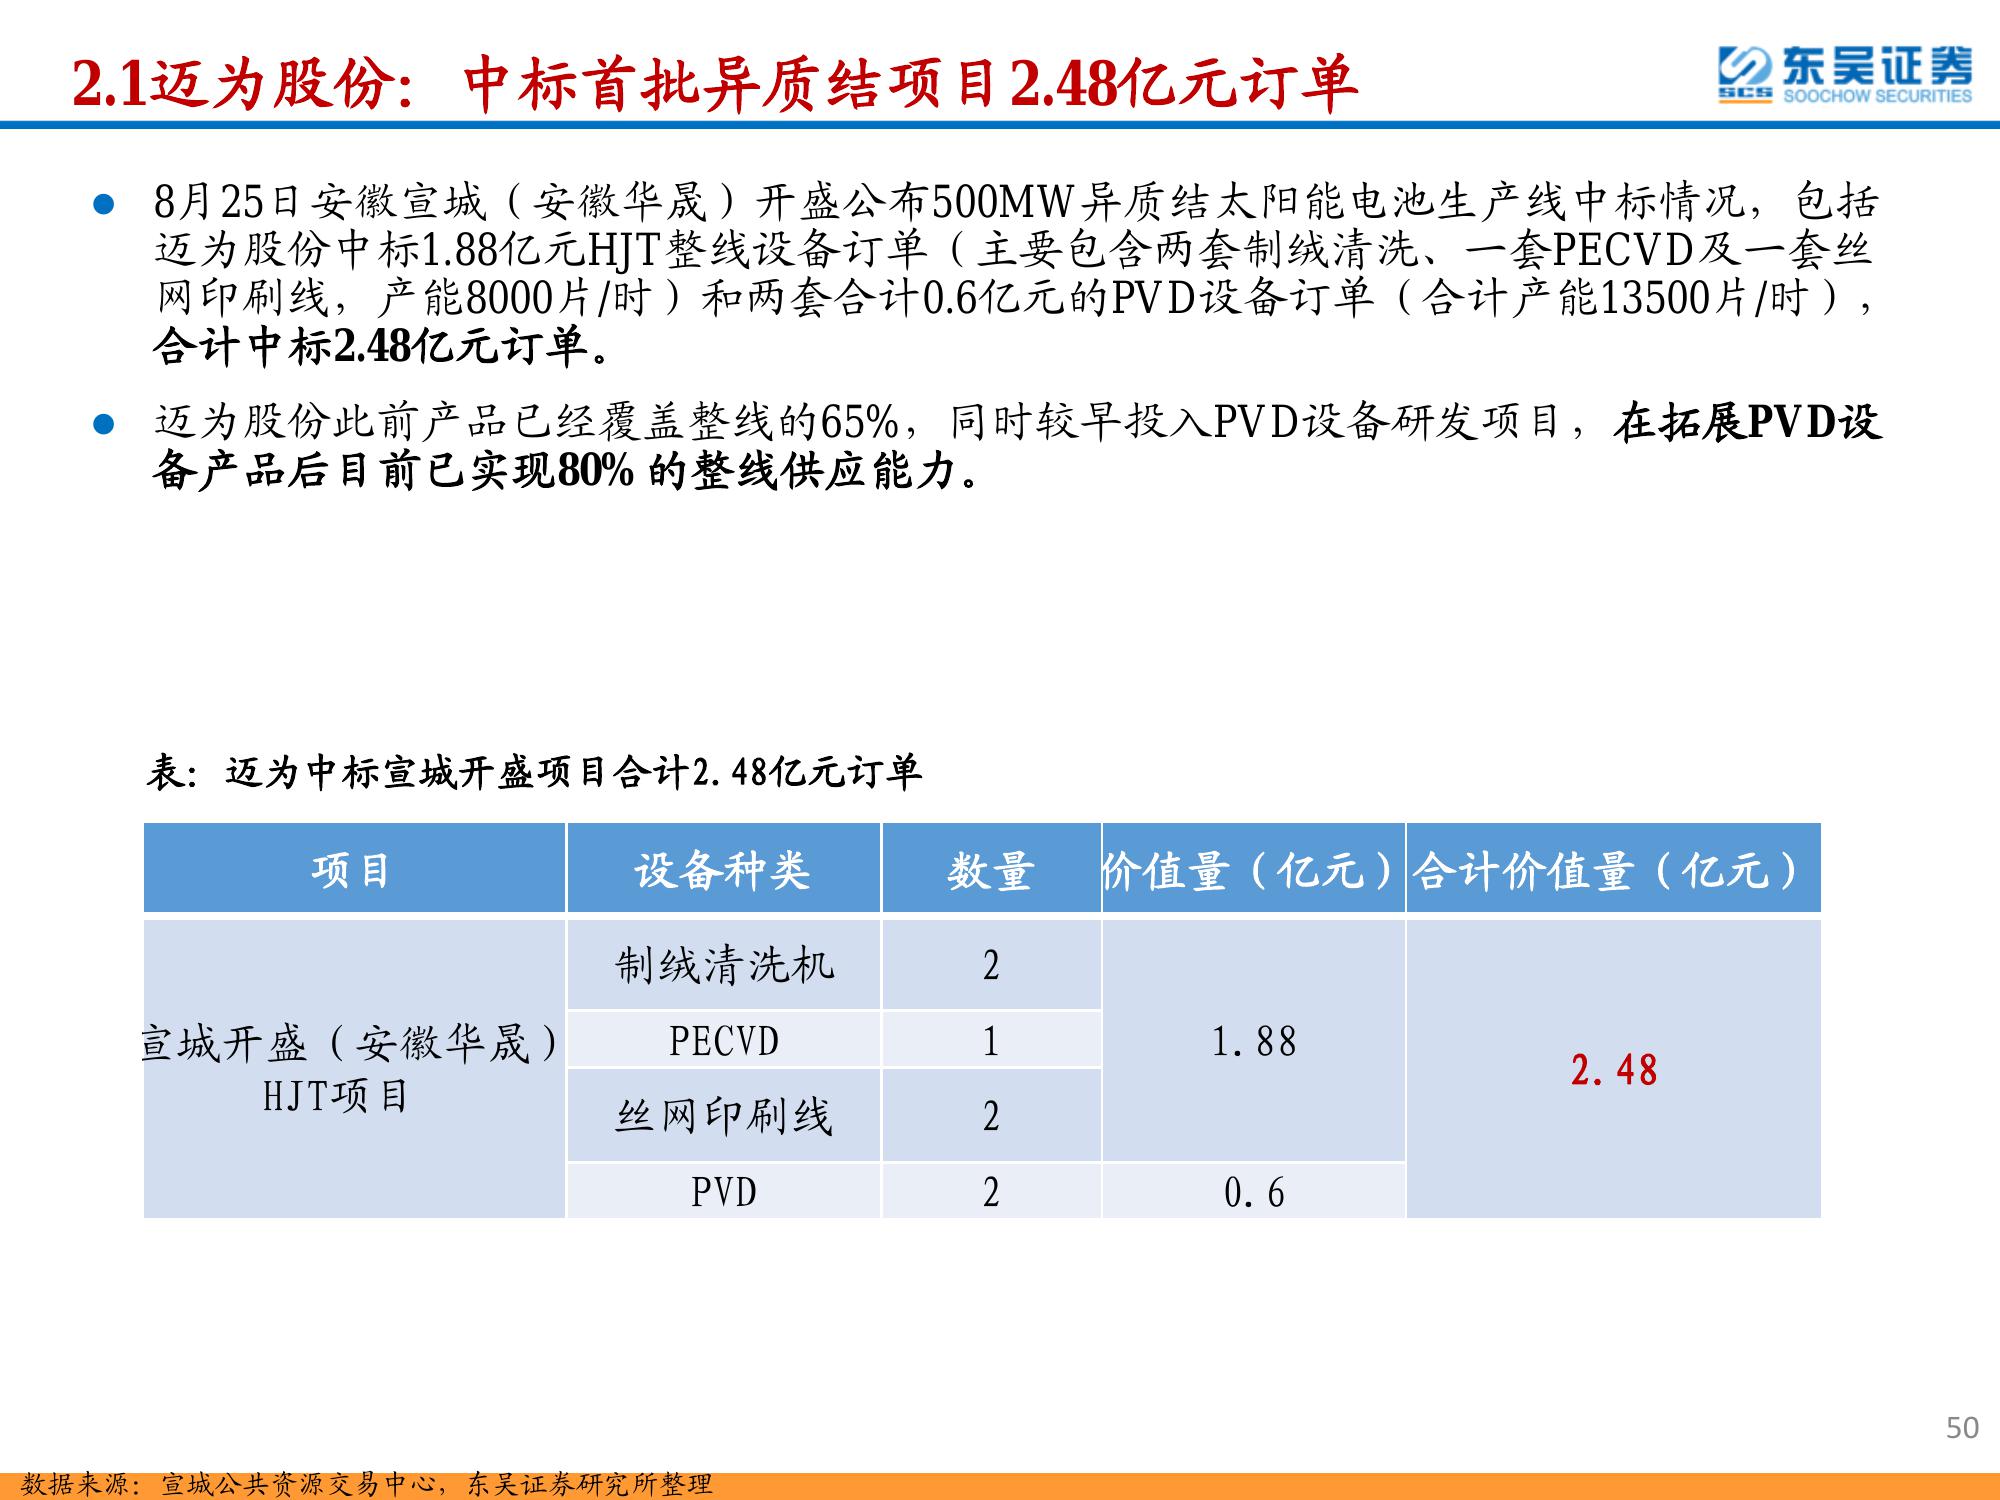 2.1迈为股份：中标首批异质结项目2.48亿元订单
东吴证券
SCS SOOCHOW SECURITIES
● 8月25日安徽宣城（安徽华晟）开盛公布500MW异质结太阳能电池生产线中标情况，包括
迈为股份中标1.88亿元HJT整线设备订单（主要包含两套制绒清洗、一套PECVD及一套丝
网印刷线，产能8000片/时）和两套合计0.6亿元的PVD设备订单（合计产能13500片/时），
合计中标2.48亿元订单。
● 迈为股份此前产品已经覆盖整线的65%，同时较早投入PVD设备研发项目，在拓展PVD设
备产品后目前已实现80% 的整线供应能力。
表：迈为中标宣城开盛项目合计2.48亿元订单
项目 设备种类 数量 价值量（亿元） 合计价值量（亿元）
宣城开盛（安徽华晟）
HJT项目
制绒清洗机 2
PECVD 1
丝网印刷线 2
1.88
PVD 2 0.6
2.48
50
数据来源：宣城公共资源交易中心，东吴证券研究所整理